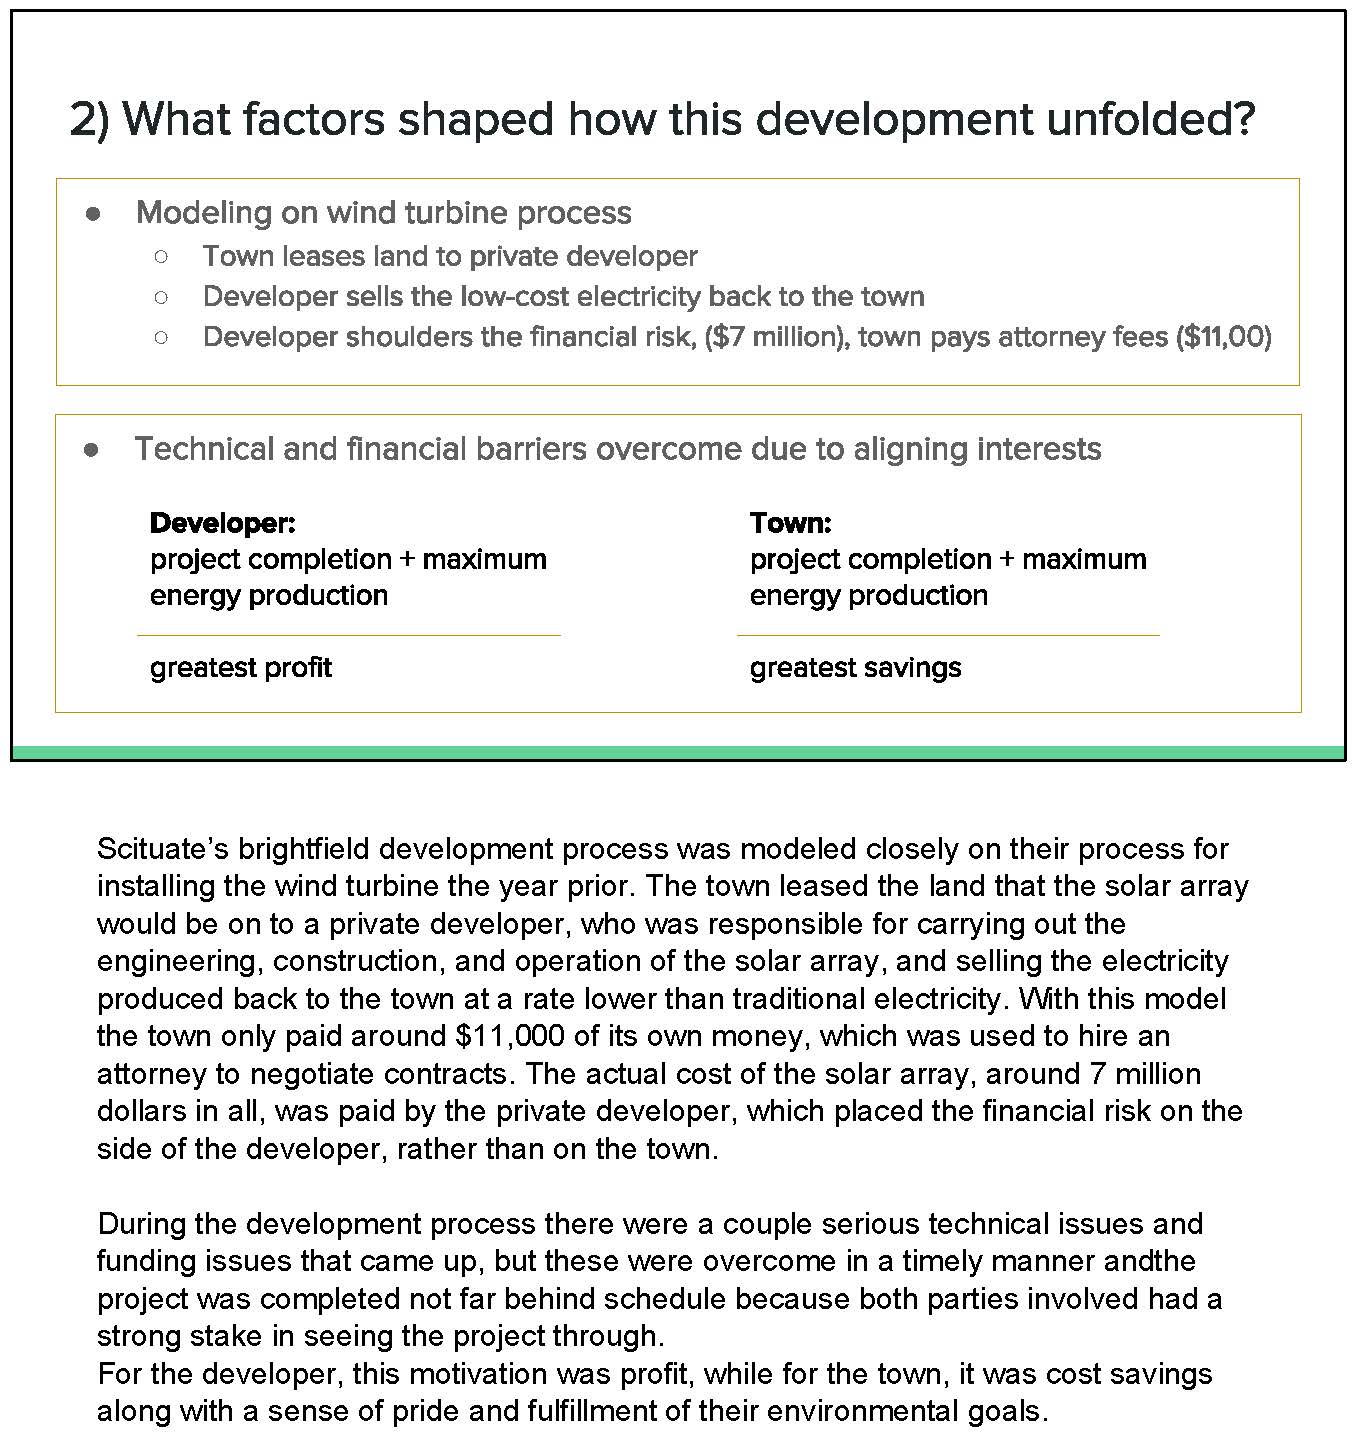 2) What factors shaped how this development unfolded?
● Modeling on wind turbine process
○ Town leases land to private developer
○ Developer sells the low-cost electricity back to the town
○ Developer shoulders the financial risk, ($7 million), town pays attorney fees ($11,00)
● Technical and financial barriers overcome due to aligning interests
Developer:
project completion + maximum
energy production
greatest profit
Town:
project completion + maximum
energy production
greatest savings
Scituate’s brightfield development process was modeled closely on their process for
installing the wind turbine the year prior. The town leased the land that the solar array
would be on to a private developer, who was responsible for carrying out the
engineering, construction, and operation of the solar array, and selling the electricity
produced back to the town at a rate lower than traditional electricity. With this model
the town only paid around $11,000 of its own money, which was used to hire an
attorney to negotiate contracts. The actual cost of the solar array, around 7 million
dollars in all, was paid by the private developer, which placed the financial risk on the
side of the developer, rather than on the town.
During the development process there were a couple serious technical issues and
funding issues that came up, but these were overcome in a timely manner andthe
project was completed not far behind schedule because both parties involved had a
strong stake in seeing the project through.
For the developer, this motivation was profit, while for the town, it was cost savings
along with a sense of pride and fulfillment of their environmental goals.